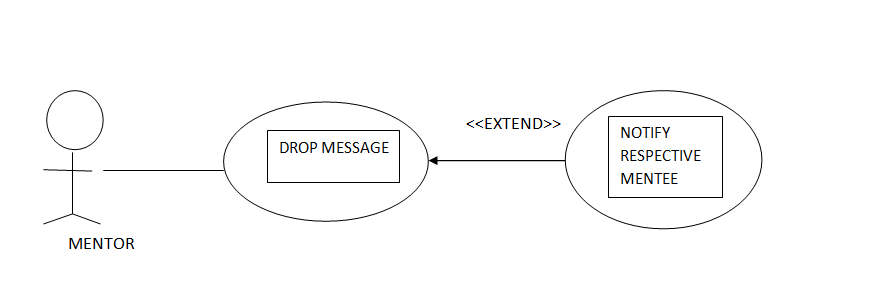 <<EXTEND>>
DROP MESSAGE
NOTIFY
RESPECTIVE
MENTEE
MENTOR